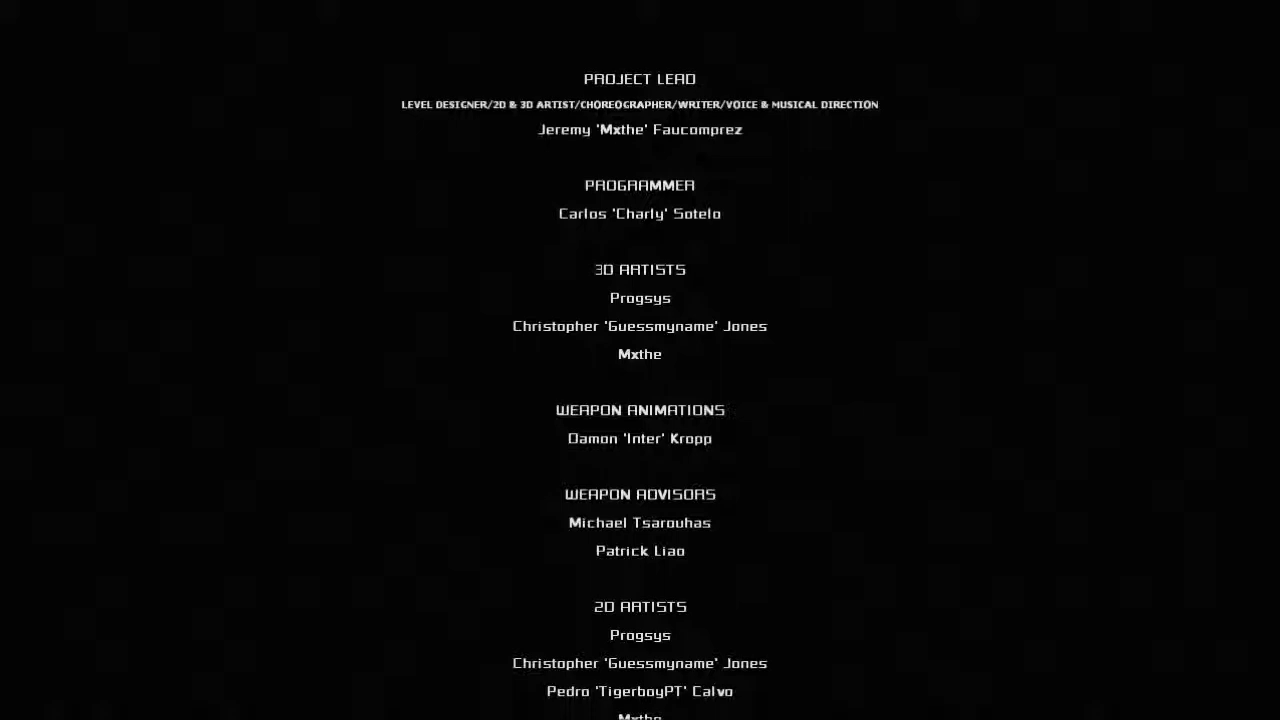 PROJECT LEAD
LEVEL DESIGNER/2D & 3D ARTIST/CHOREOGRAPHER/WRITER/VOICE & MUSICAL DIRECTION
Jeremy 'Mxthe' Faucomprez
PROGRAMMER
Carlos 'Charly' Sotelo
3D ARTISTS
Progsys
Christopher 'Guessmyname' Jones
Mxthe
WEAPON ANIMATIONS
Damon 'Inter' Kropp
WEAPON ADVISORS
Michael Tsarouhas
Patrick Liao
2D ARTISTS
Progsys
Christopher 'Guessmyname' Jones
Pedro 'TigerboyPT' Calvo
Mxthe